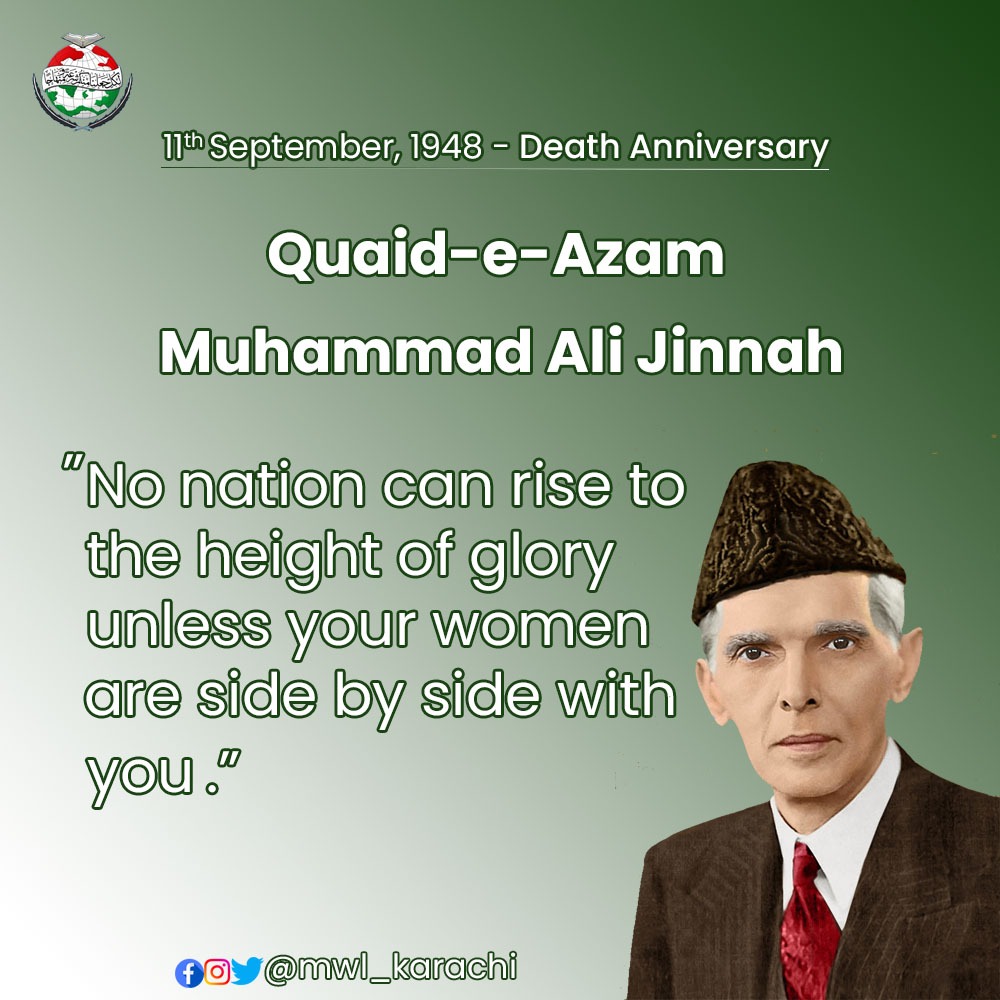 11th September, 1948 - Death Anniversary
Quaid-e-Azam
Muhammad Ali Jinnah
"No nation can rise to
the height of glory
unless your women
are side by side with
you ."
@mwl_karachi